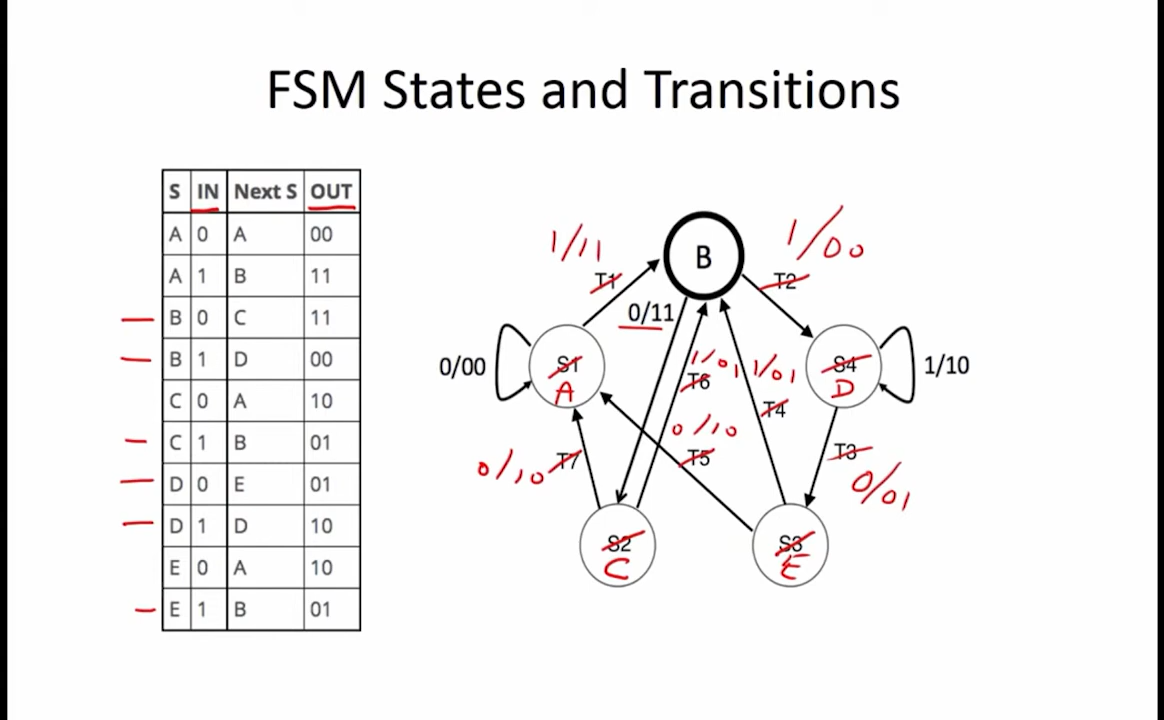 FSM States and Transitions
S IN Next S OUT
A 0 A 00
A 1 B 11
B 0 C 11
B 1 D 00
C 0 A 10
C 1 B 01
D 0 E 01
D 1 D 10
E 0 A 10
E 1 B 01
1/11
T1
B
1/00
T2
0/11
0/00
S1
A
1/01
T6
1/01
T4
S4
D
1/10
0/10
T7
0/10
T5
T3
0/01
S2
C
S3
E